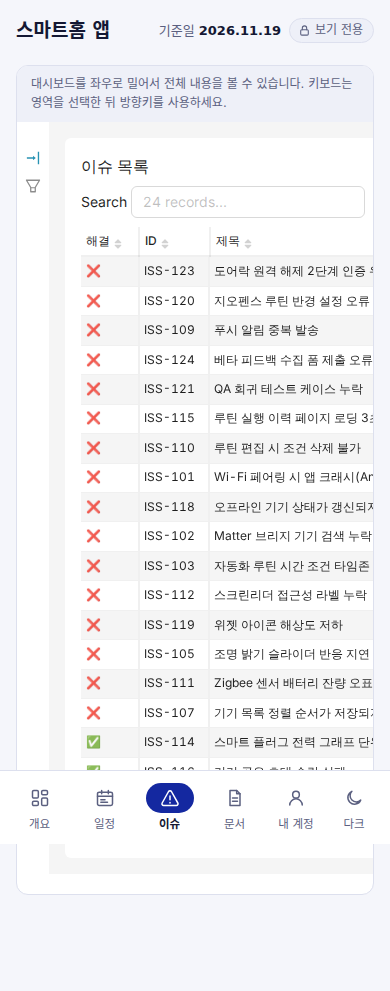 스마트홈 앱
기준일 2026.11.19
보기 전용
대시보드를 좌우로 밀어서 전체 내용을 볼 수 있습니다. 키보드는
영역을 선택한 뒤 방향키를 사용하세요.
이슈 목록
Search 24 records...
해결 ID 제목
❌ ISS-123 도어락 원격 해제 2단계 인증
❌ ISS-120 지오펜스 루틴 반경 설정 오류
❌ ISS-109 푸시 알림 중복 발송
❌ ISS-124 베타 피드백 수집 폼 제출 오류
❌ ISS-121 QA 회귀 테스트 케이스 누락
❌ ISS-115 루틴 실행 이력 페이지 로딩
❌ ISS-110 루틴 편집 시 조건 삭제 불가
❌ ISS-101 Wi-Fi 페어링 시 앱 크래시
❌ ISS-118 오프라인 기기 상태가
❌ ISS-102 Matter 브리지 기기 검색 누락
❌ ISS-103 자동화 루틴 시간 조건 타임존
❌ ISS-112 스크린리더 접근성 라벨 누락
❌ ISS-119 위젯 아이콘 해상도 저하
❌ ISS-105 조명 밝기 슬라이더 반응 지연
❌ ISS-111 Zigbee 센서 배터리 잔량 오표
❌ ISS-107 기기 목록 정렬 순서가
✅ ISS-114 스마트 플러그 전력 그래프
개요
일정
이슈
문서
내 계정
다크